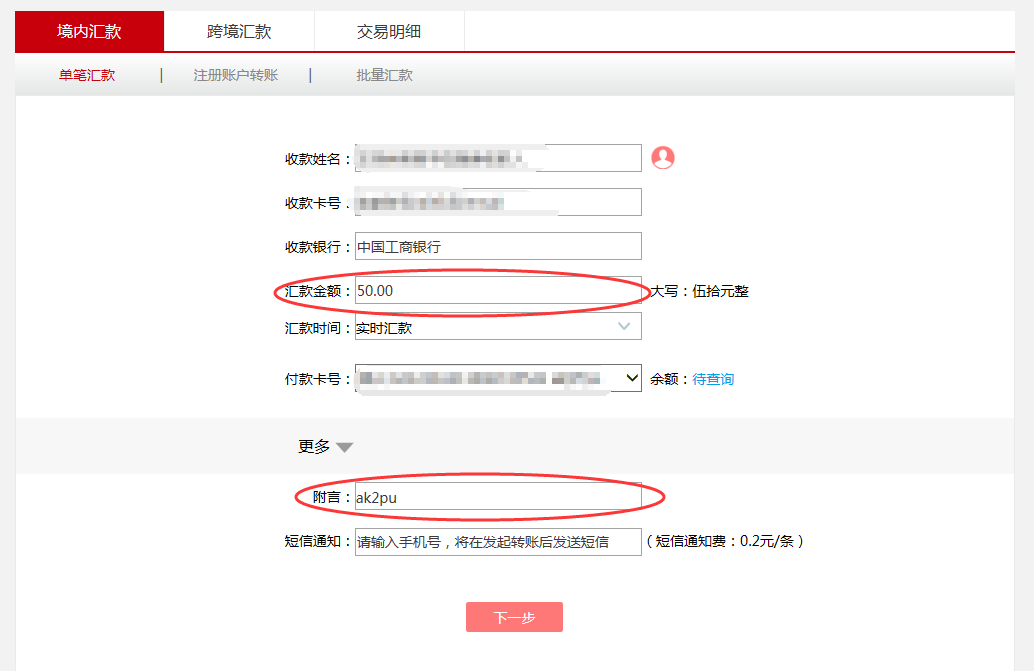 境内汇款 跨境汇款 交易明细
单笔汇款 | 注册账户转账 | 批量汇款
收款姓名：
收款卡号．
收款银行：中国工商银行
汇款金额：50.00 大写：伍拾元整
汇款时间：实时汇款
付款卡号： 余额：待查询
更多
附言：ak2pu
短信通知：请输入手机号，将在发起转账后发送短信 （短信通知费：0.2元/条）
下一步